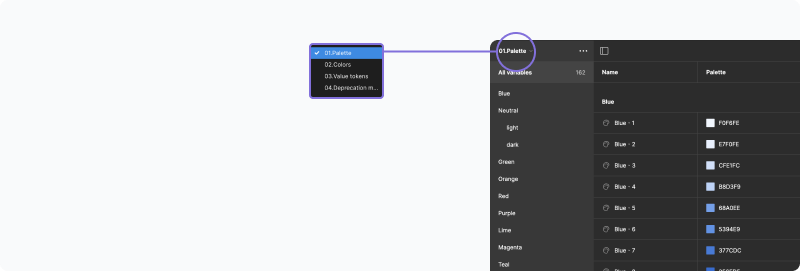 01.Palette
02.Colors
03.Value tokens
04.Deprecation m...
01.Palette
All variables 162
Blue
Neutral
light
dark
Green
Orange
Red
Purple
Lime
Magenta
Teal
Name Palette
Blue
Blue - 1 F0F6FE
Blue - 2 E7F0FE
Blue - 3 CFE1FC
Blue - 4 B8D3F9
Blue - 5 68A0EE
Blue - 6 5394E9
Blue - 7 377CDC